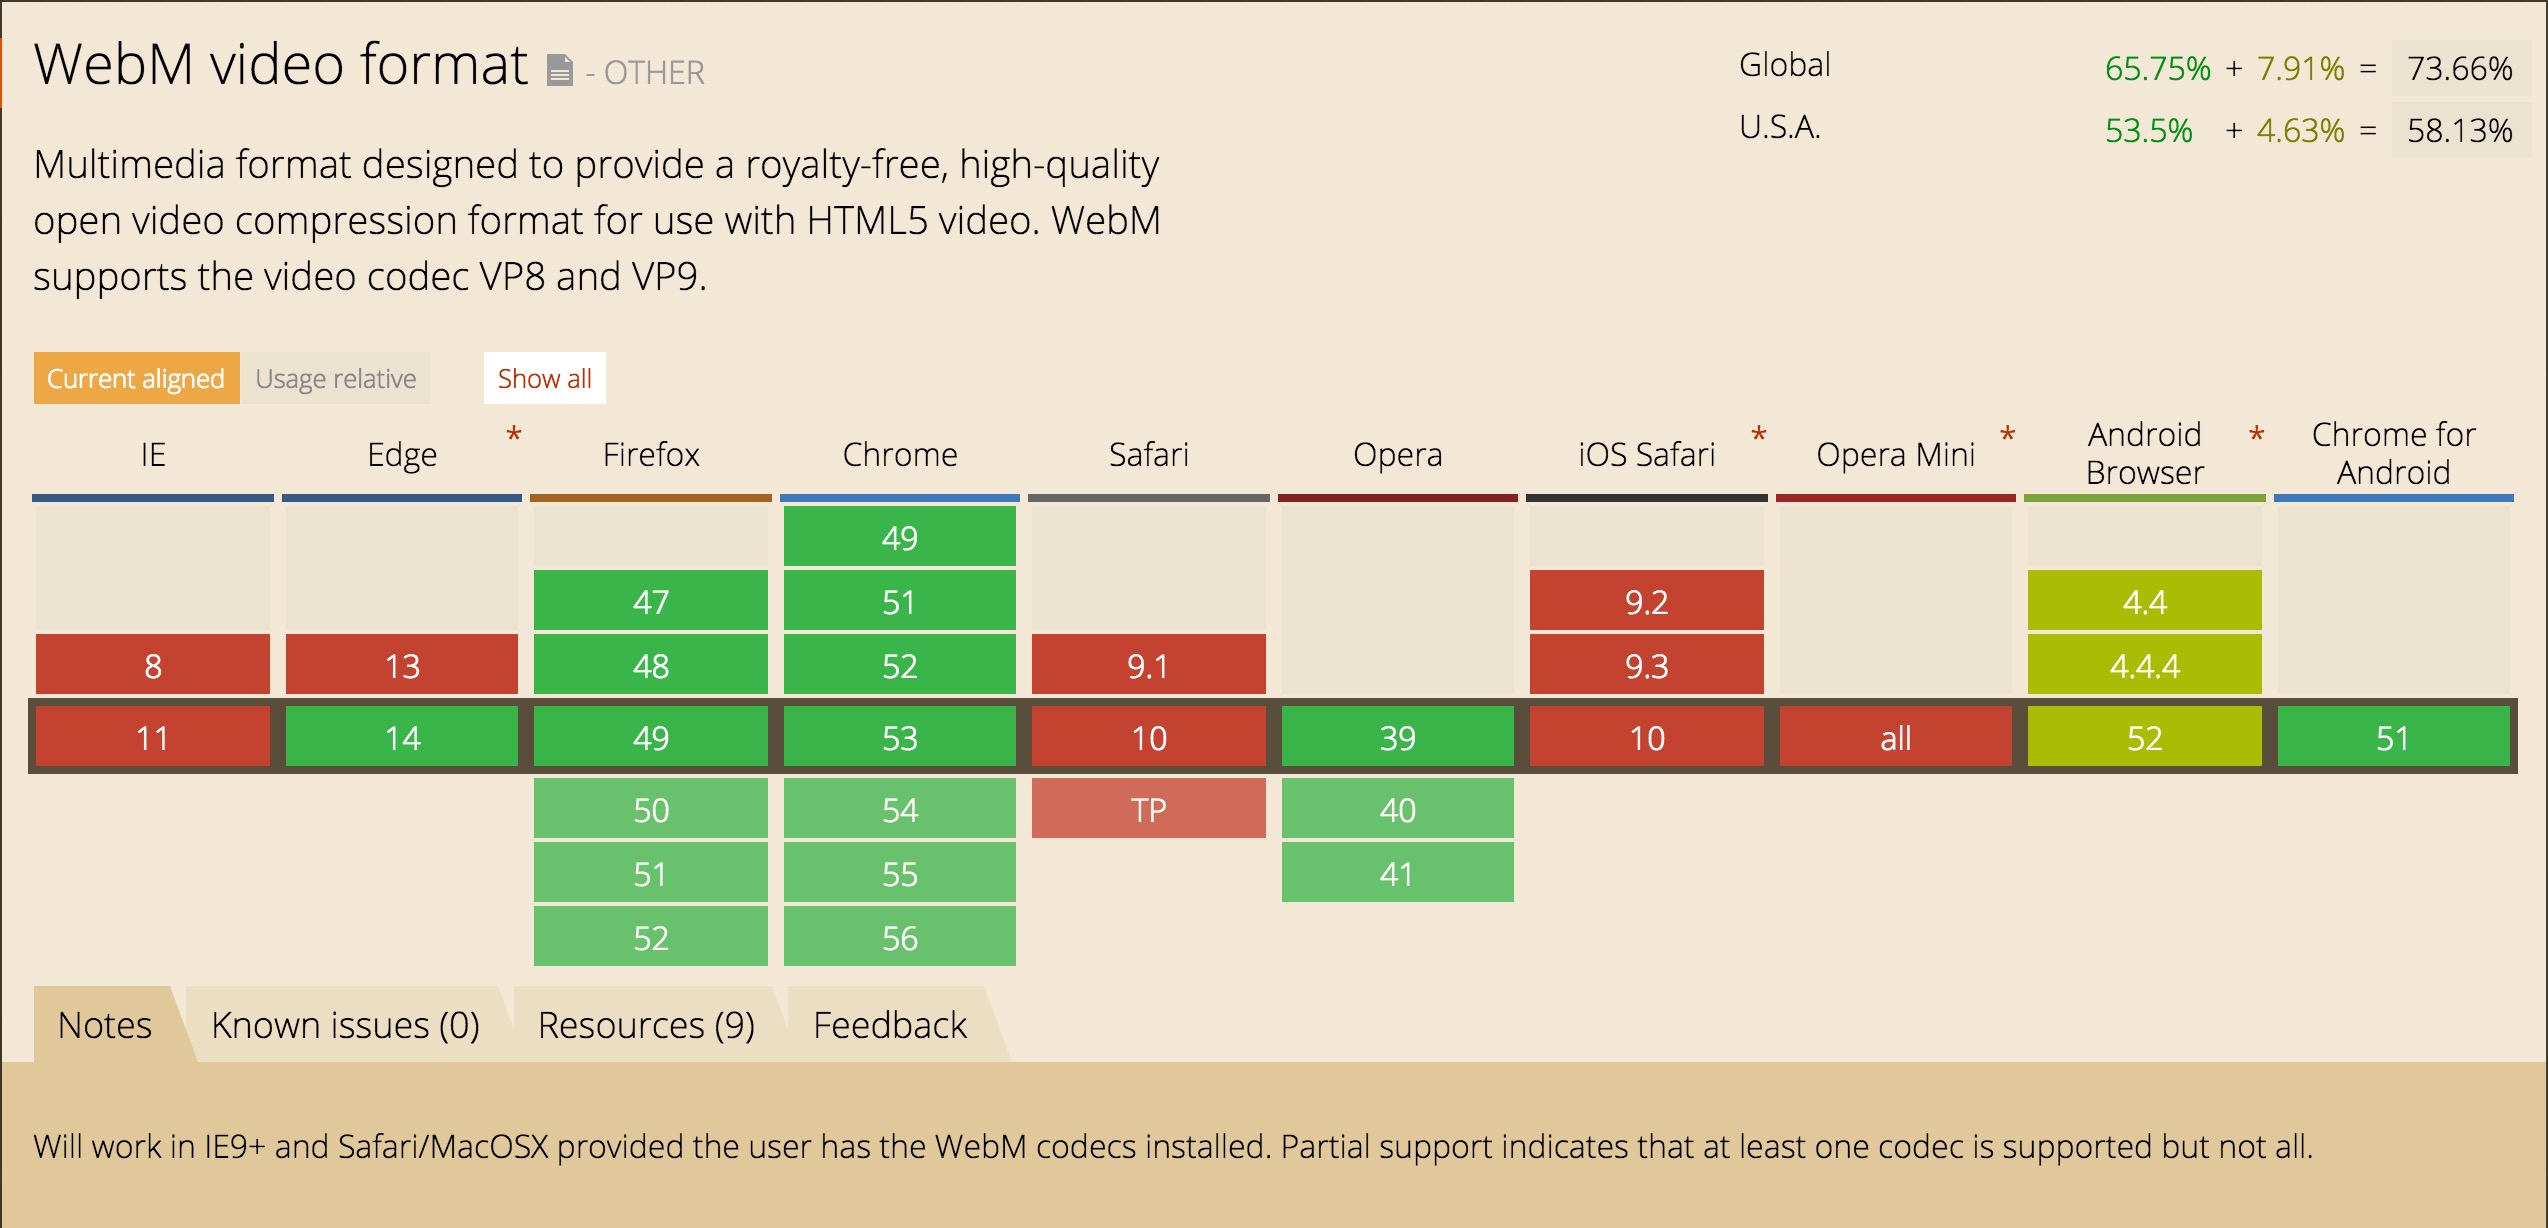 WebM video format - OTHER
Global 65.75% + 7.91% = 73.66%
U.S.A. 53.5% + 4.63% = 58.13%
Multimedia format designed to provide a royalty-free, high-quality
open video compression format for use with HTML5 video. WebM
supports the video codec VP8 and VP9.
Current aligned Usage relative Show all
IE Edge * Firefox Chrome Safari Opera iOS Safari * Opera Mini * Android Browser * Chrome for Android
49
47 51 9.2 4.4
8 13 48 52 9.1 9.3 4.4.4
11 14 49 53 10 39 10 all 52 51
50 54 TP 40
51 55 41
52 56
Notes Known issues (0) Resources (9) Feedback
Will work in IE9+ and Safari/MacOSX provided the user has the WebM codecs installed. Partial support indicates that at least one codec is supported but not all.